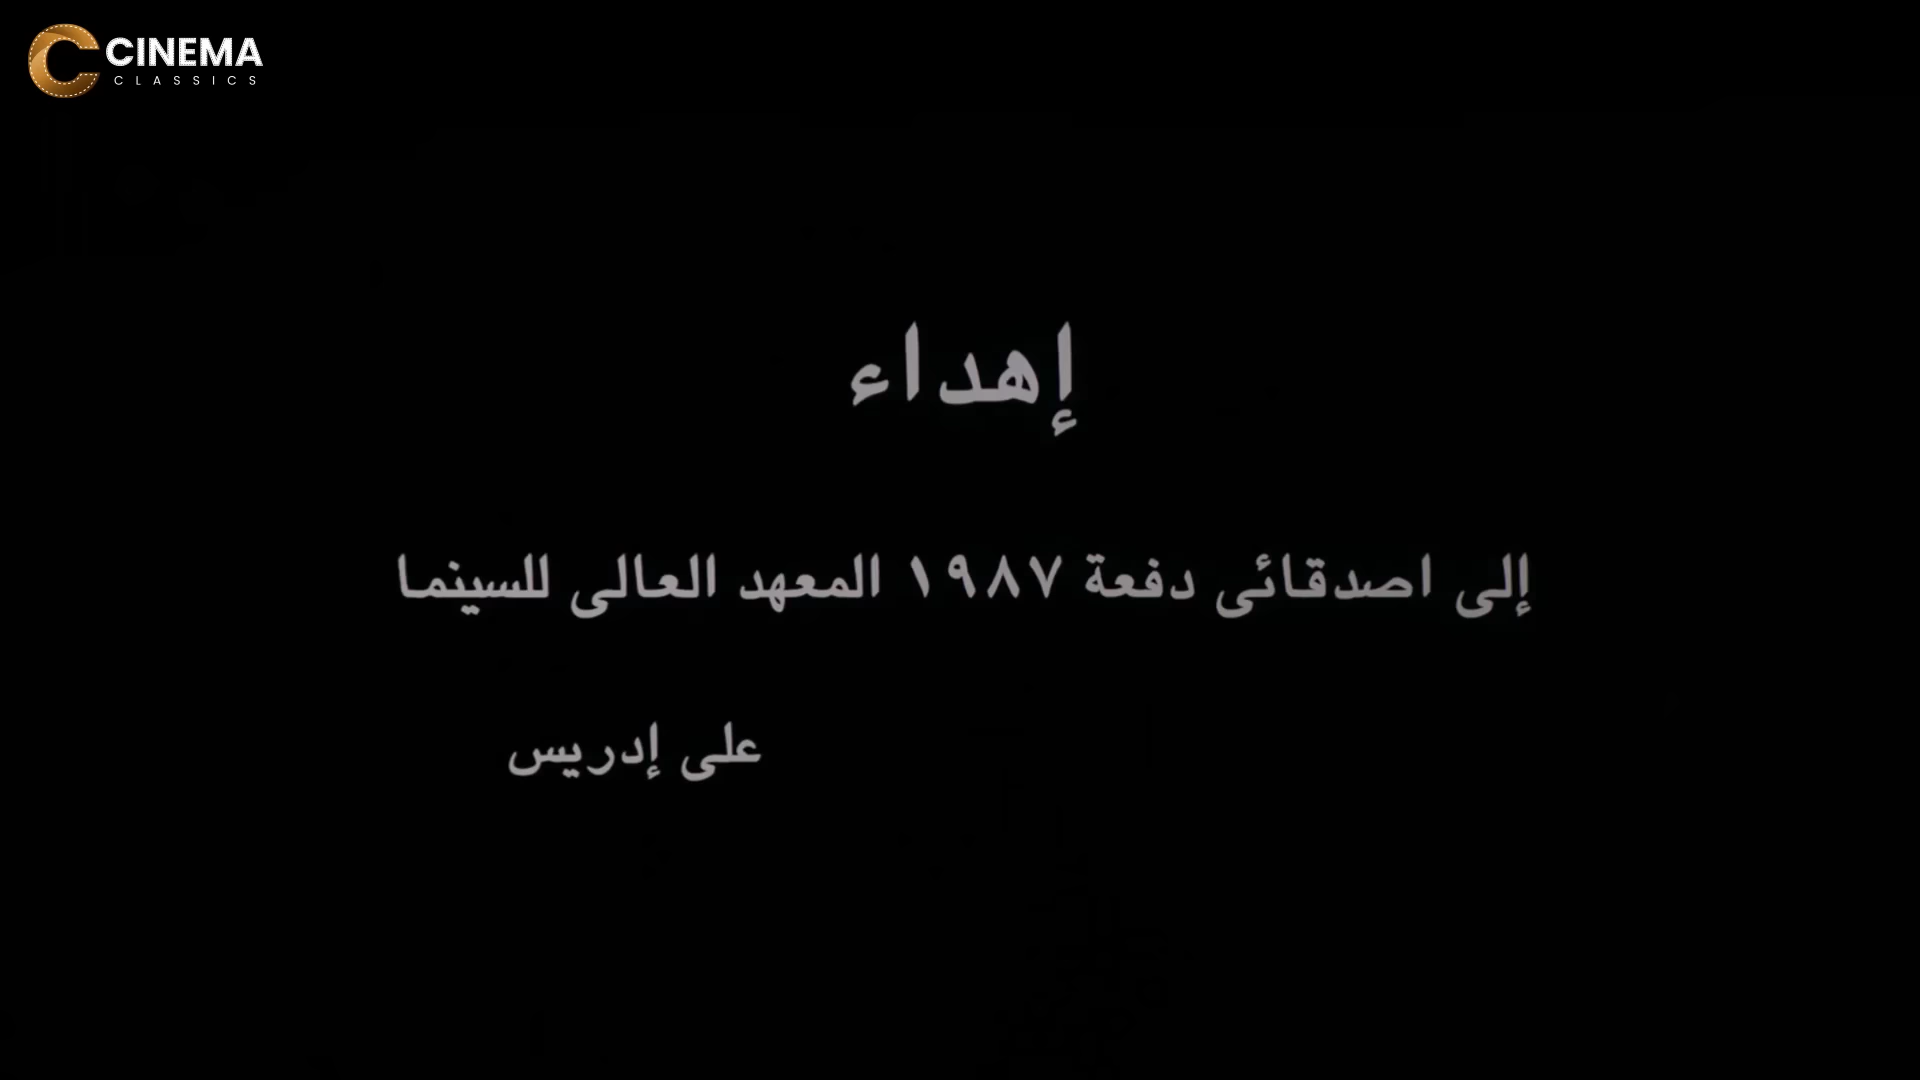 CINEMA
CLASSICS
إهداء
إلى اصدقائى دفعة ١٩٨٧ المعهد العالى للسينما
على إدريس